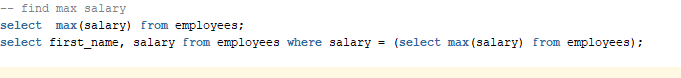 -- find max salary
select  max(salary) from employees;
select first_name, salary from employees where salary = (select max(salary) from employees);